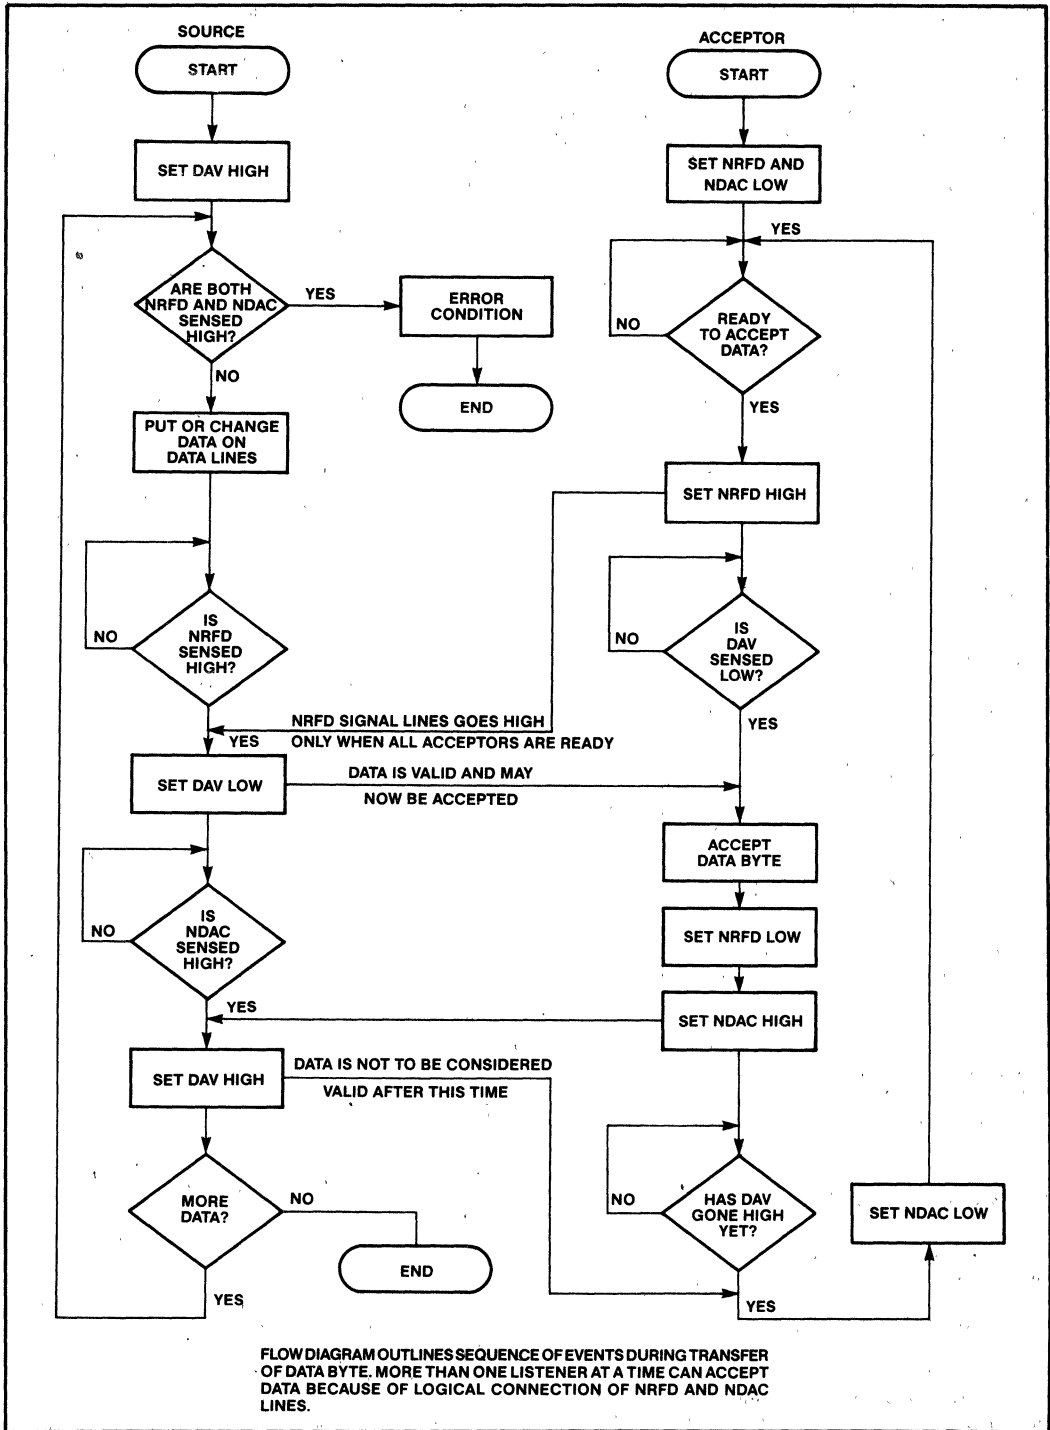 SOURCE
START
SET DAV HIGH
ARE BOTH
NRFD AND NDAC
SENSED
HIGH?
YES
ERROR
CONDITION
END
NO
PUT OR CHANGE
DATA ON
DATA LINES
IS
NRFD
SENSED
HIGH?
NO
YES
NRFD SIGNAL LINES GOES HIGH
ONLY WHEN ALL ACCEPTORS ARE READY
SET DAV LOW
DATA IS VALID AND MAY
NOW BE ACCEPTED
IS
NDAC
SENSED
HIGH?
NO
YES
SET DAV HIGH
DATA IS NOT TO BE CONSIDERED
VALID AFTER THIS TIME
MORE
DATA?
NO
END
YES
ACCEPTOR
START
SET NRFD AND
NDAC LOW
YES
READY
TO ACCEPT
DATA?
NO
YES
SET NRFD HIGH
IS
DAV
SENSED
LOW?
NO
YES
ACCEPT
DATA BYTE
SET NRFD LOW
SET NDAC HIGH
HAS DAV
GONE HIGH
YET?
NO
YES
SET NDAC LOW
FLOW DIAGRAM OUTLINES SEQUENCE OF EVENTS DURING TRANSFER
OF DATA BYTE. MORE THAN ONE LISTENER AT A TIME CAN ACCEPT
DATA BECAUSE OF LOGICAL CONNECTION OF NRFD AND NDAC
LINES.